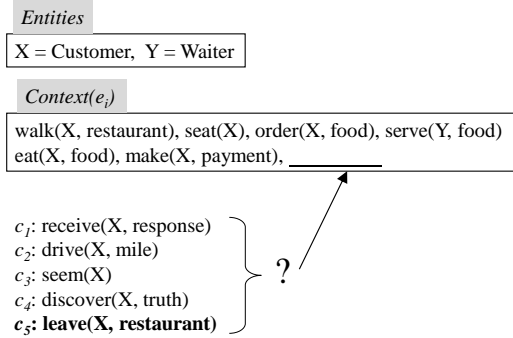 Entities
X = Customer, Y = Waiter
Context(eᵢ)
walk(X, restaurant), seat(X), order(X, food), serve(Y, food)
eat(X, food), make(X, payment), ________
c₁: receive(X, response)
c₂: drive(X, mile)
c₃: seem(X)
c₄: discover(X, truth)
c₅: leave(X, restaurant)
?